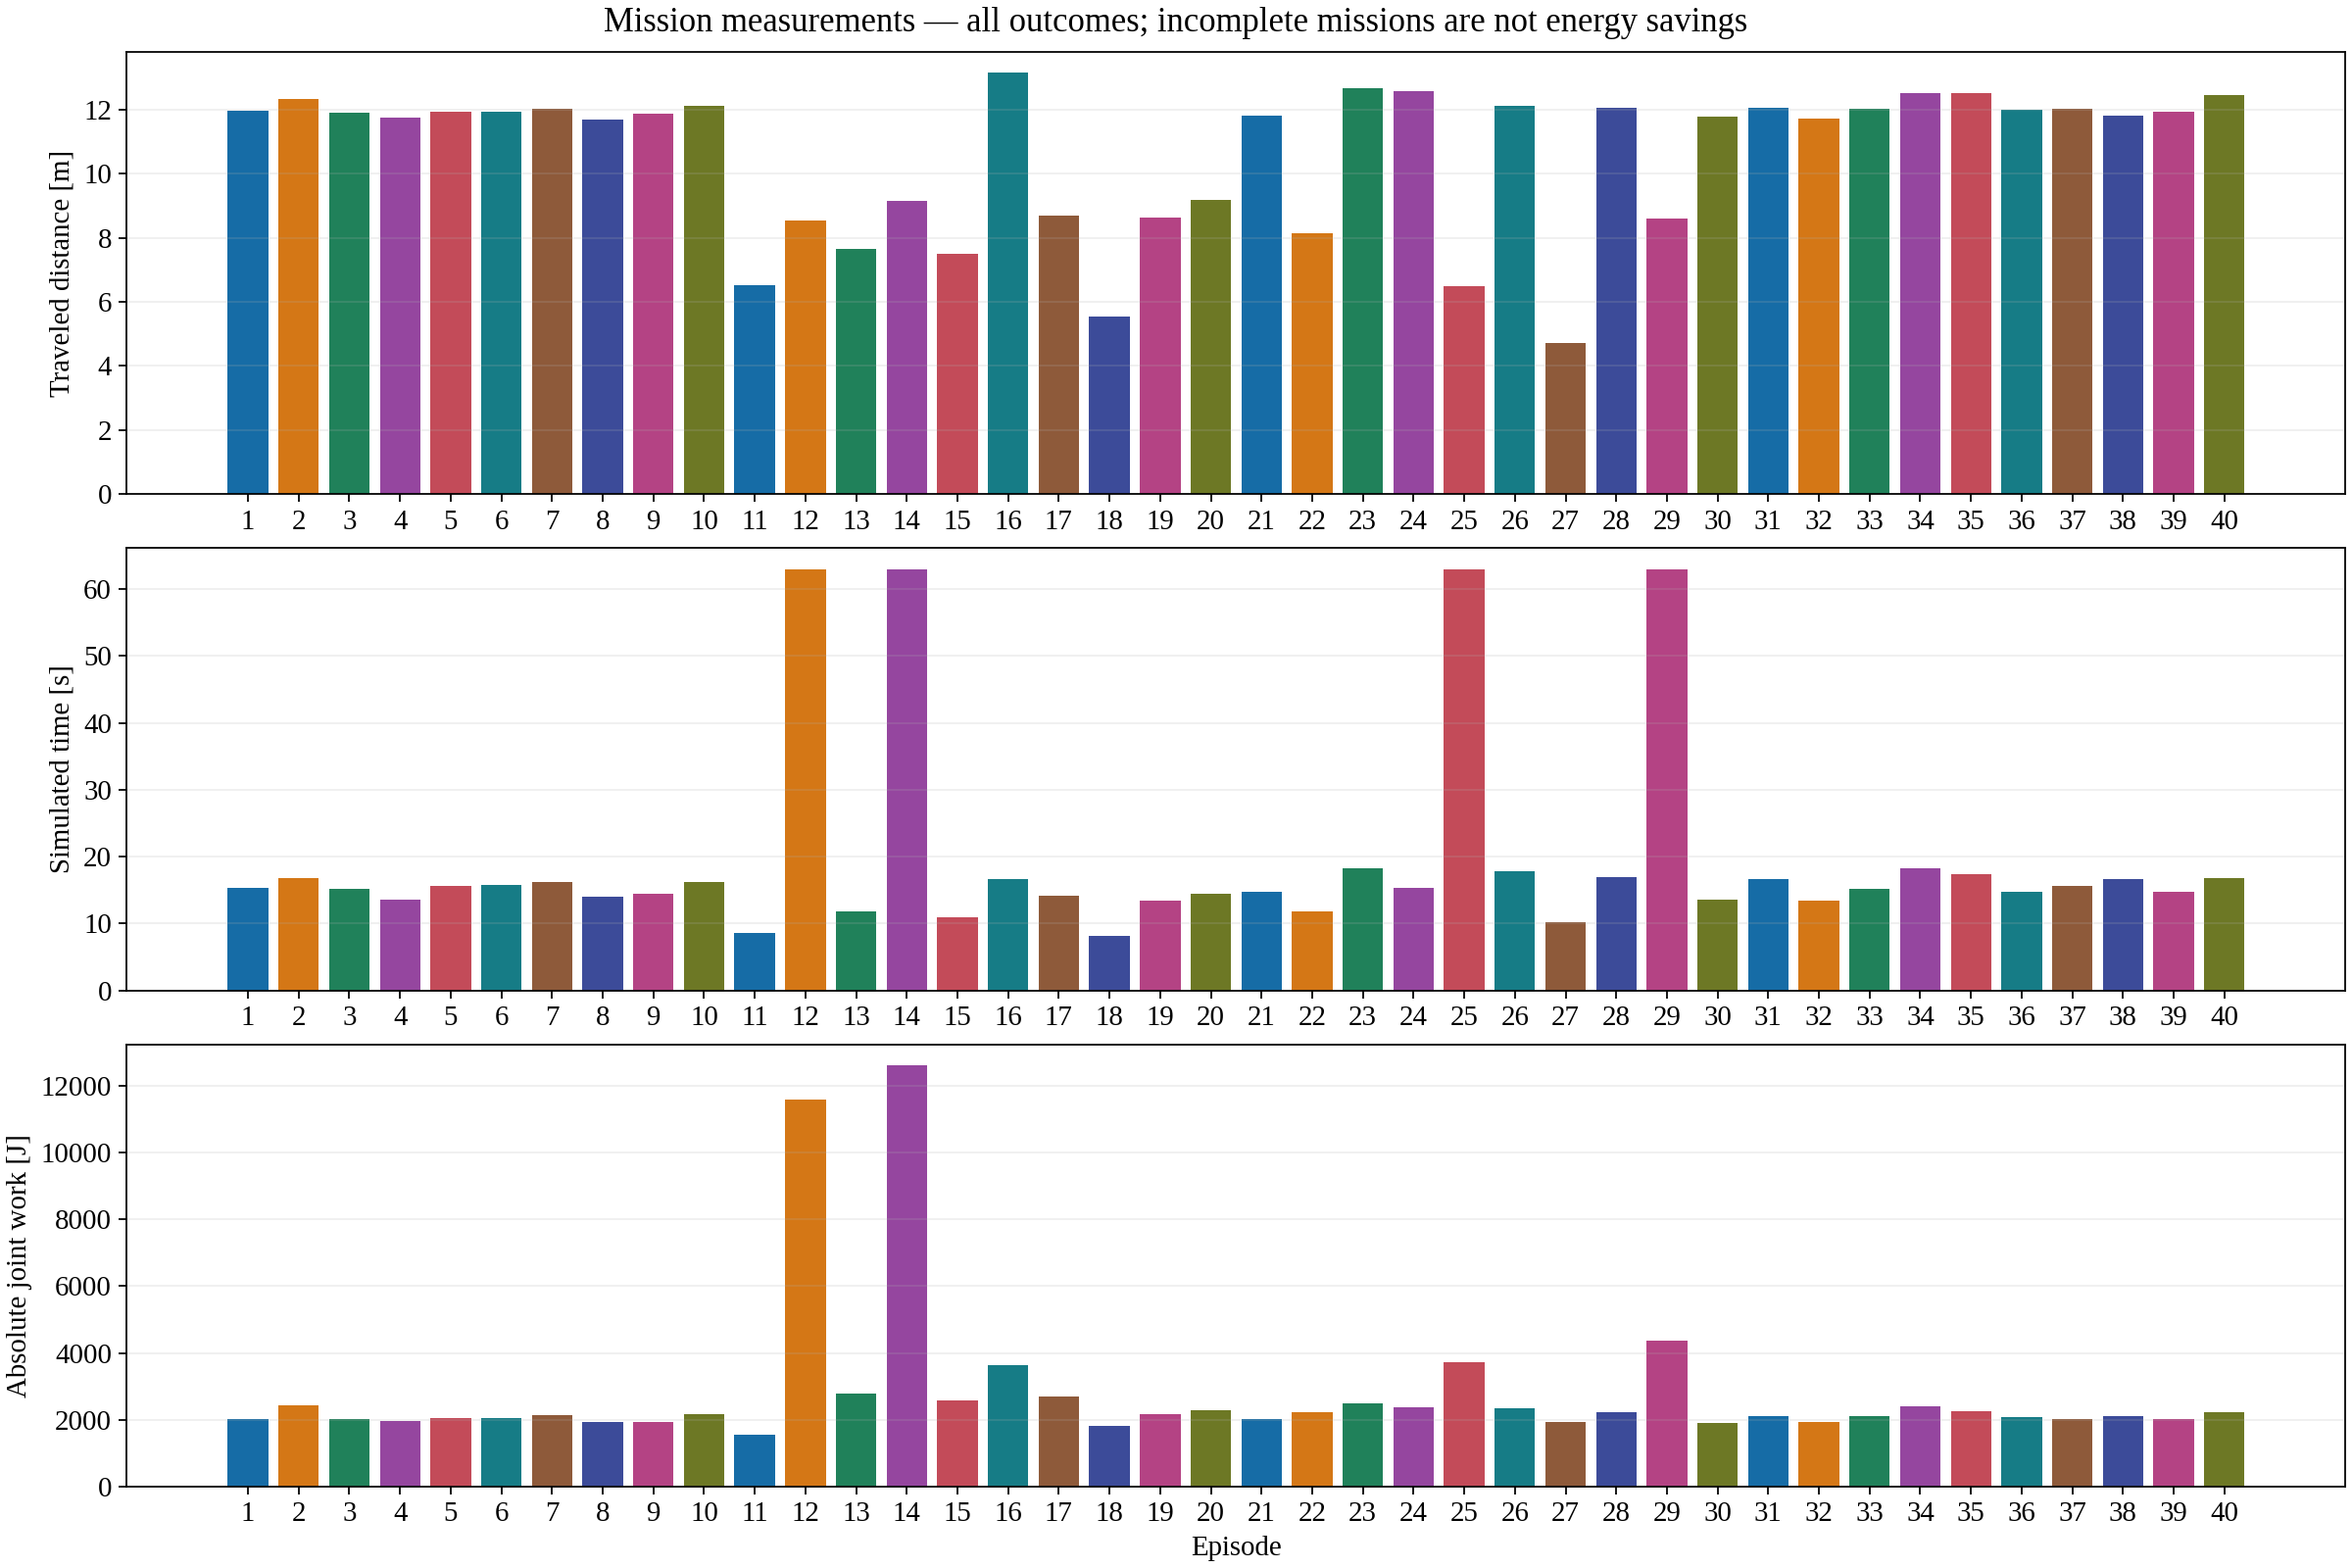 Mission measurements — all outcomes; incomplete missions are not energy savings
Traveled distance [m]
12
10
8
6
4
2
0
1 2 3 4 5 6 7 8 9 10 11 12 13 14 15 16 17 18 19 20 21 22 23 24 25 26 27 28 29 30 31 32 33 34 35 36 37 38 39 40
Simulated time [s]
60
50
40
30
20
10
0
1 2 3 4 5 6 7 8 9 10 11 12 13 14 15 16 17 18 19 20 21 22 23 24 25 26 27 28 29 30 31 32 33 34 35 36 37 38 39 40
Absolute joint work [J]
12000
10000
8000
6000
4000
2000
0
1 2 3 4 5 6 7 8 9 10 11 12 13 14 15 16 17 18 19 20 21 22 23 24 25 26 27 28 29 30 31 32 33 34 35 36 37 38 39 40
Episode